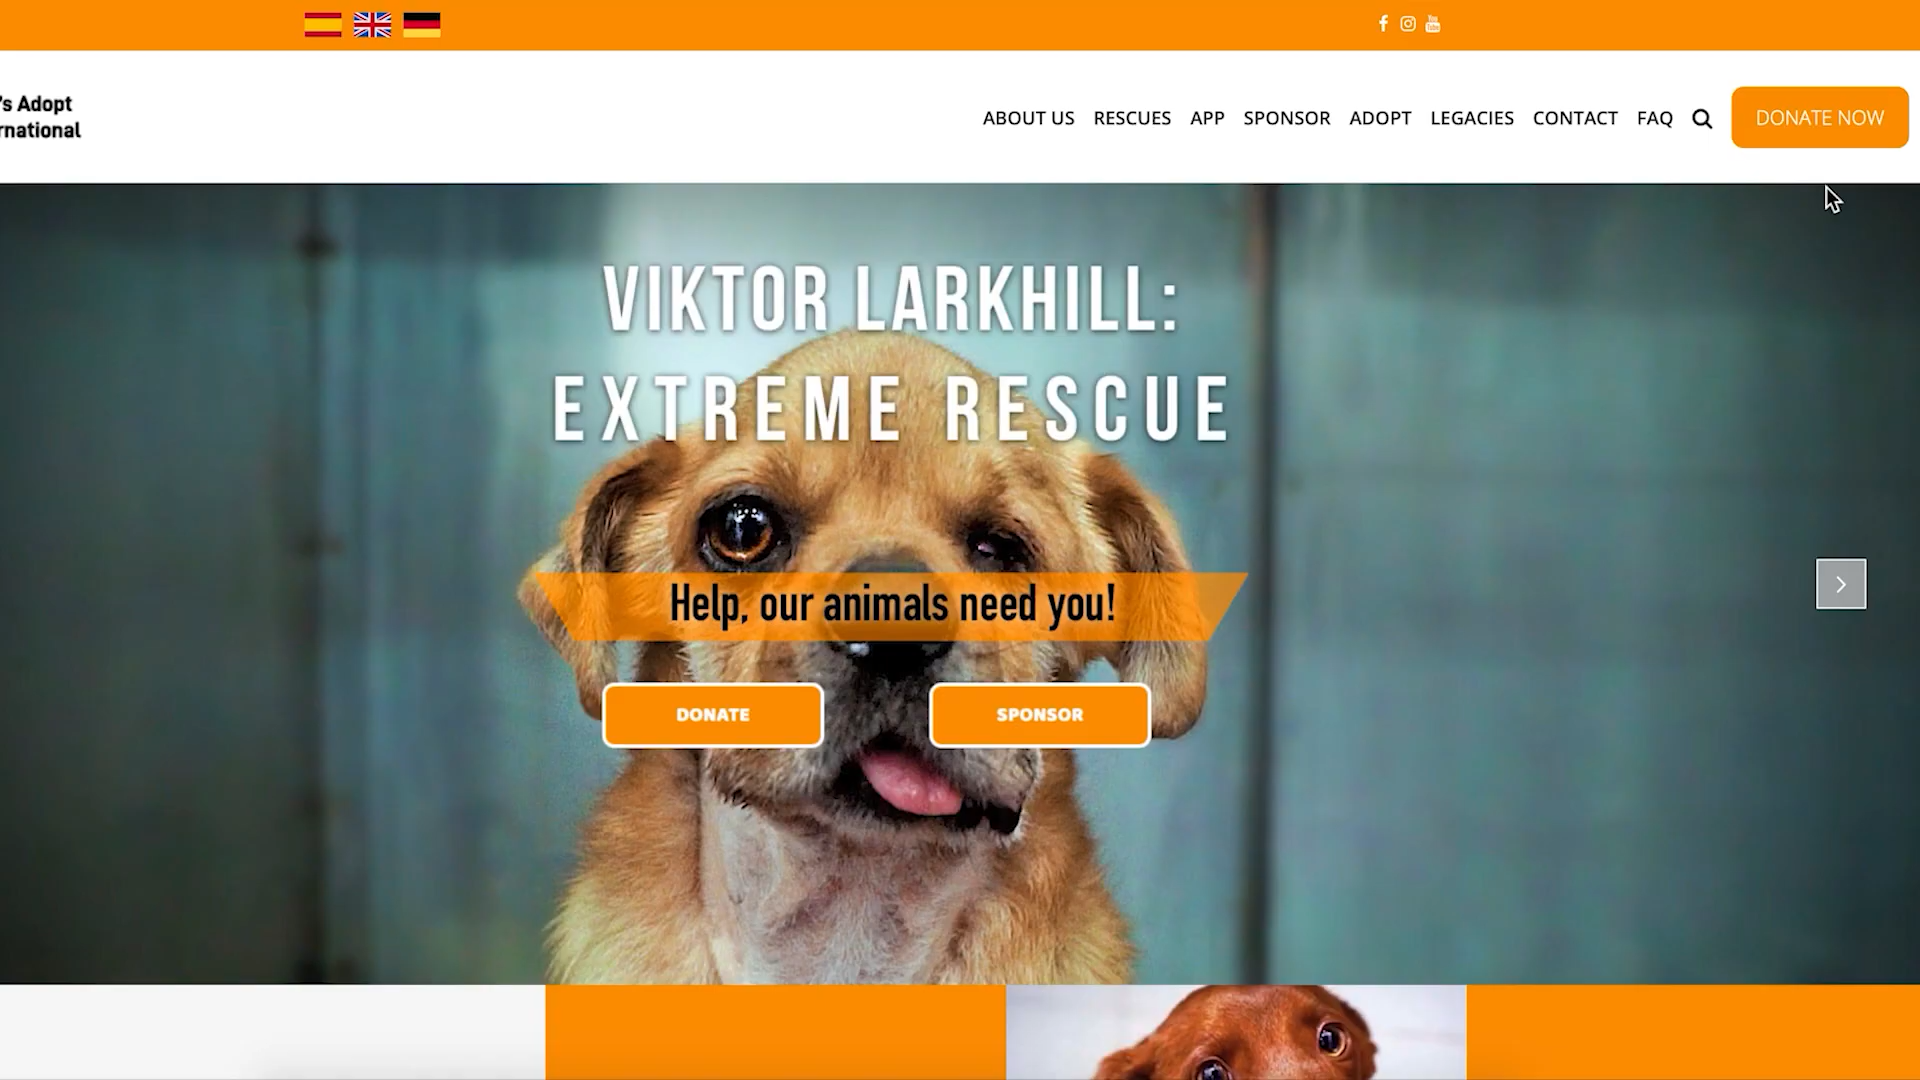 's Adopt
rnational
ABOUT US RESCUES APP SPONSOR ADOPT LEGACIES CONTACT FAQ DONATE NOW
VIKTOR LARKHILL:
EXTREME RESCUE
Help, our animals need you!
DONATE SPONSOR